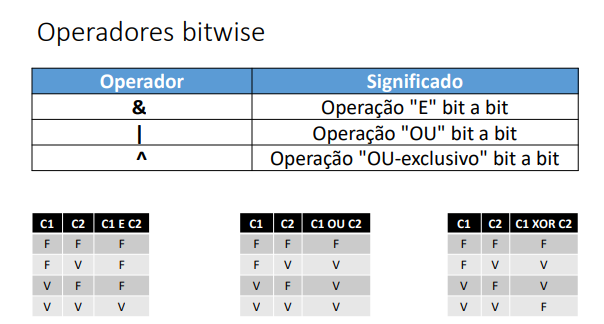 Operadores bitwise
Operador Significado
& Operação "E" bit a bit
| Operação "OU" bit a bit
^ Operação "OU-exclusivo" bit a bit
C1 C2 C1 E C2
F F F
F V F
V F F
V V V
C1 C2 C1 OU C2
F F F
F V V
V F V
V V V
C1 C2 C1 XOR C2
F F F
F V V
V F V
V V F